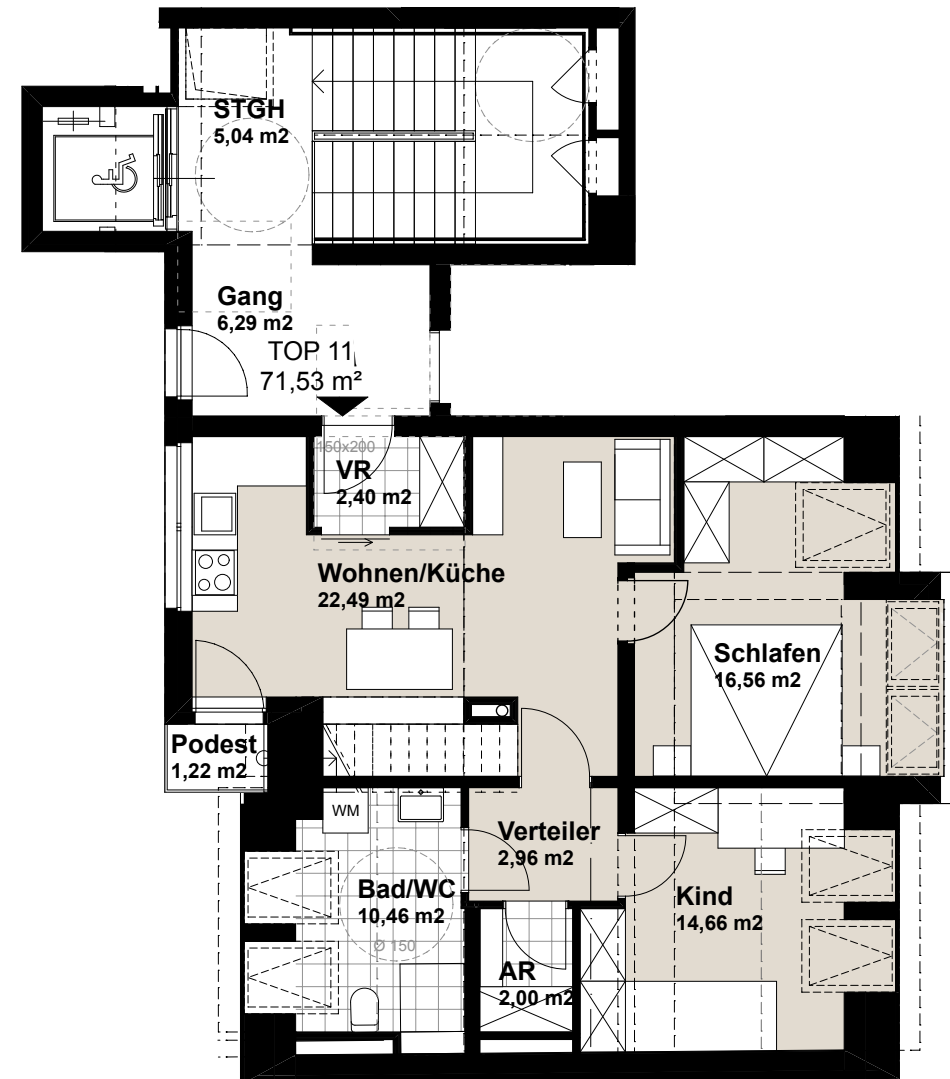 STGH
5,04 m2
Gang
6,29 m2
TOP 11
71,53 m²
150x200
VR
2,40 m2
Wohnen/Küche
22,49 m2
Schlafen
16,56 m2
Podest
1,22 m2
WM
Verteiler
2,96 m2
Bad/WC
10,46 m2
Ø 150
Kind
14,66 m2
AR
2,00 m2